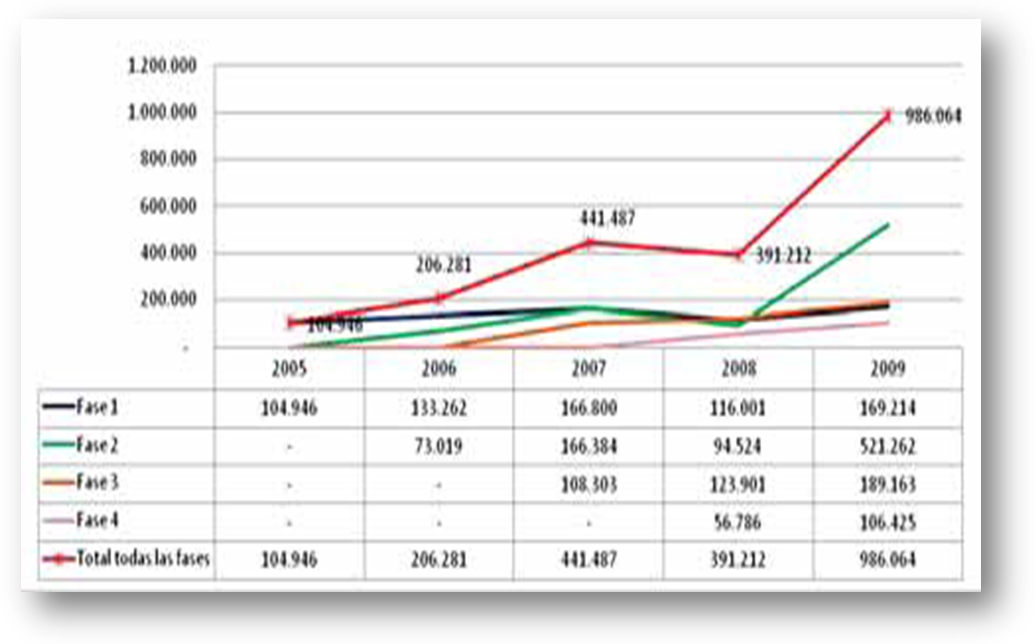 1.200.000
1.000.000
800.000
600.000
400.000
200.000
-
986.064
441.487
391.212
206.281
104.946
2005 2006 2007 2008 2009
Fase 1 104.946 133.262 166.800 116.001 169.214
Fase 2 - 73.019 166.384 94.524 521.262
Fase 3 - - 108.303 123.901 189.163
Fase 4 - - - 56.786 106.425
Total todas las fases 104.946 206.281 441.487 391.212 986.064